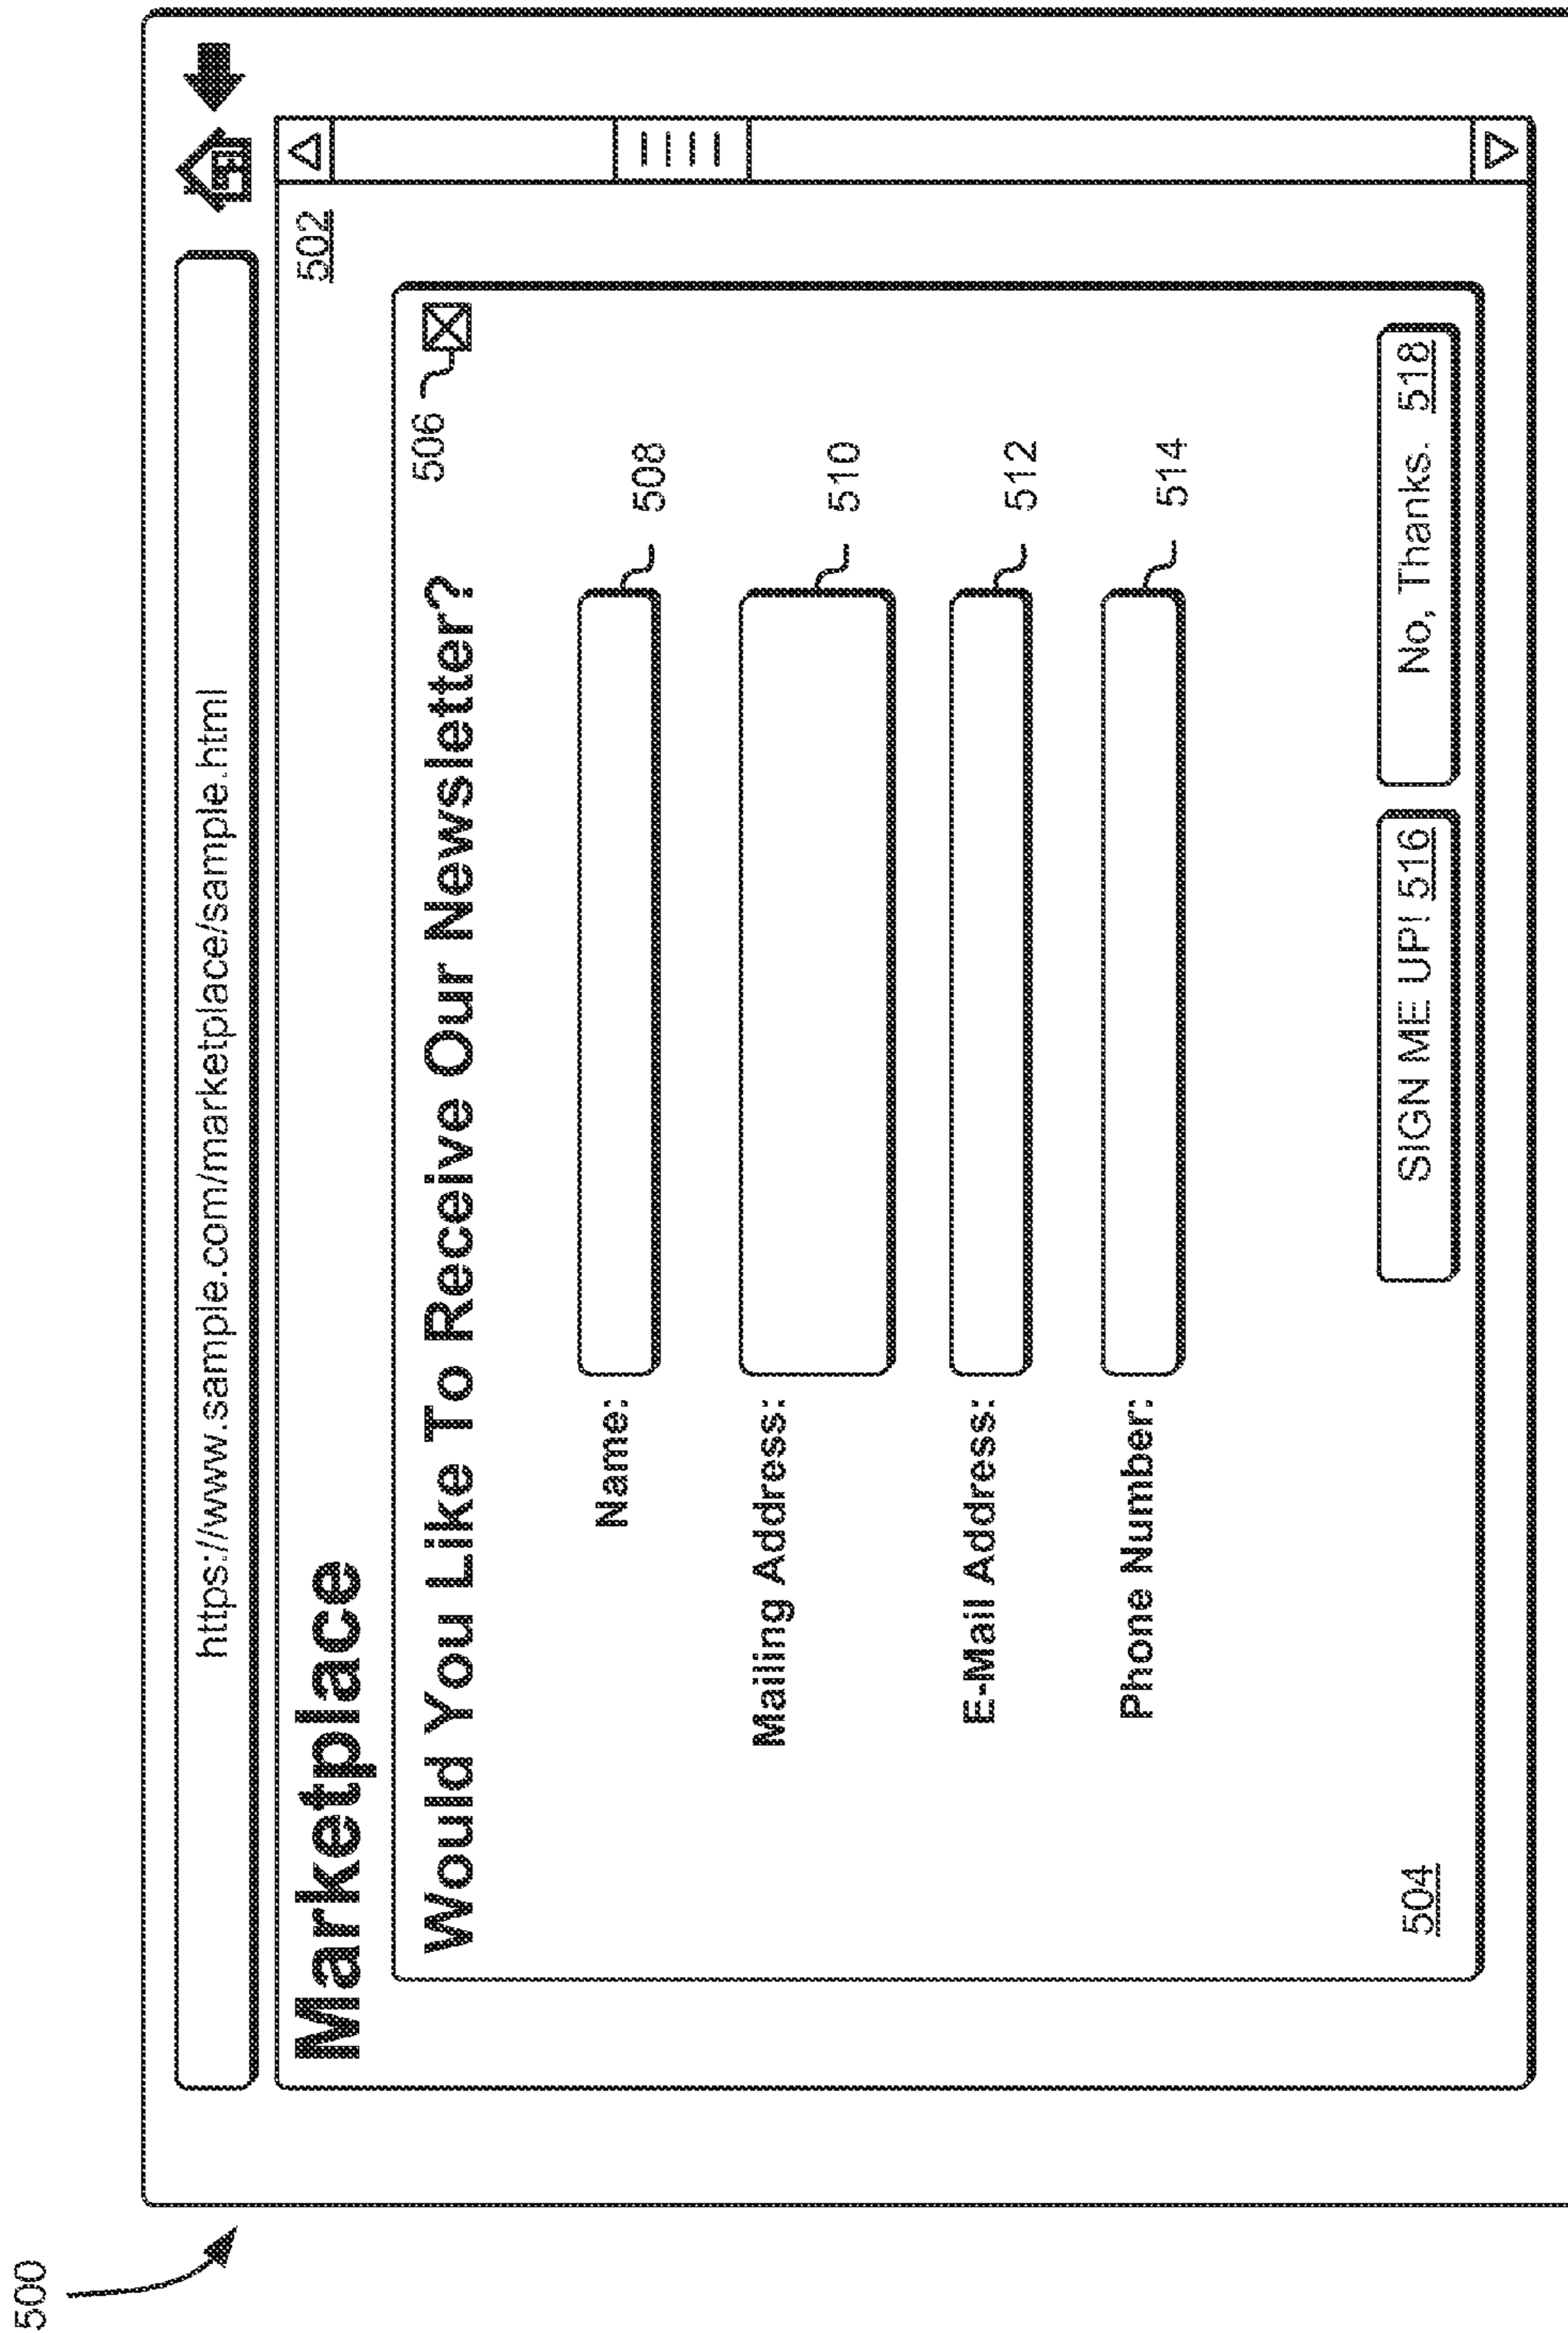 500
https://www.sample.com/marketplace/sample.html
Marketplace
502
Would You Like To Receive Our Newsletter?
506
Name:
508
Mailing Address:
510
E-Mail Address:
512
Phone Number:
514
504
SIGN ME UP! 516
No, Thanks. 518